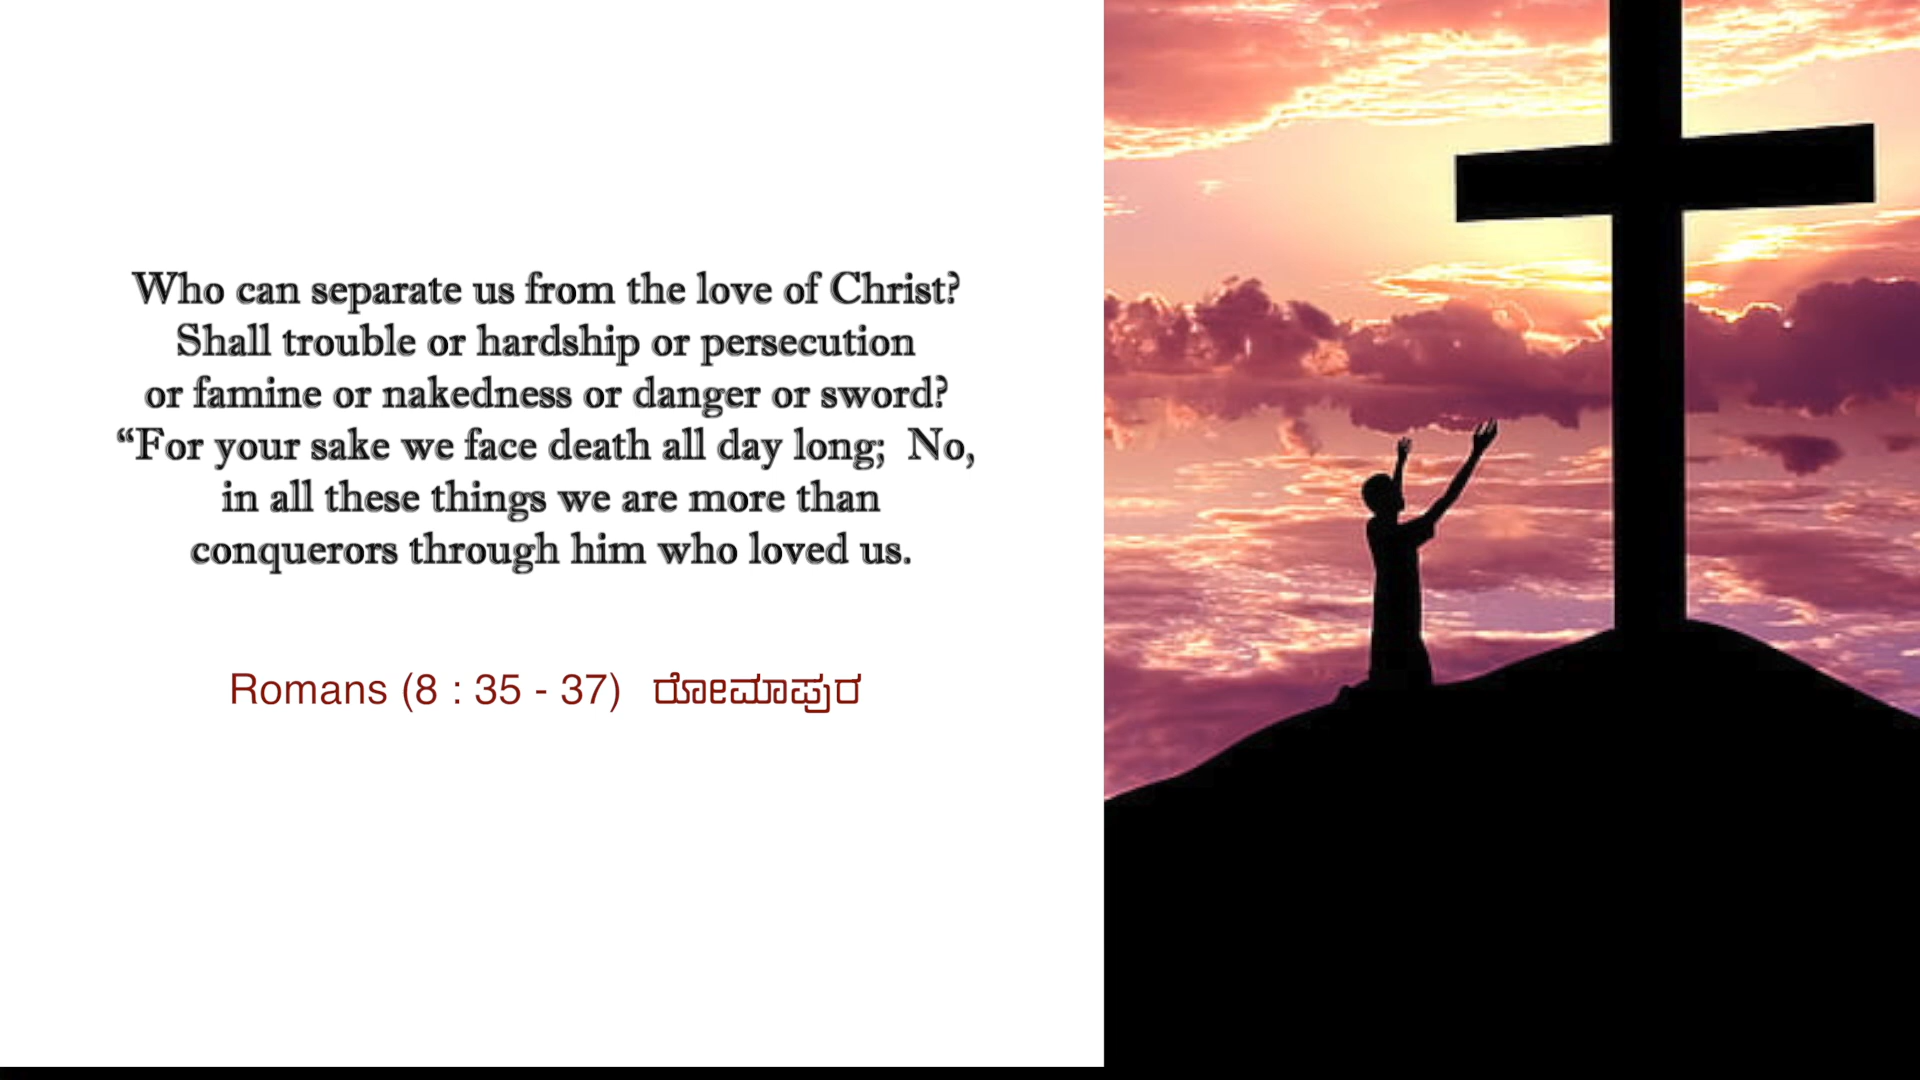 Who can separate us from the love of Christ?
Shall trouble or hardship or persecution
or famine or nakedness or danger or sword?
“For your sake we face death all day long;  No,
in all these things we are more than
conquerors through him who loved us.
Romans (8 : 35 - 37)  ರೋಮಾಪುರ